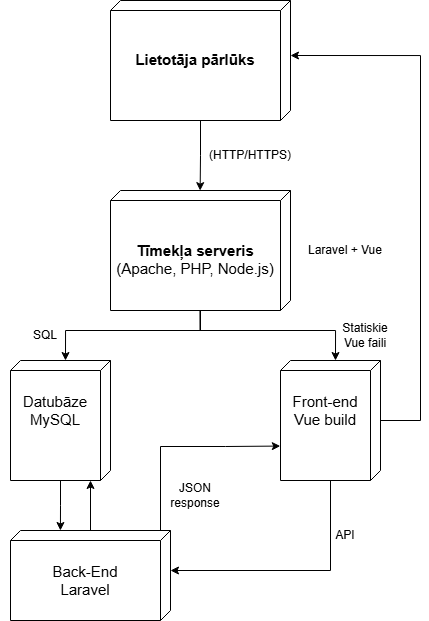 Lietotāja pārlūks
(HTTP/HTTPS)
Tīmekļa serveris
(Apache, PHP, Node.js)
Laravel + Vue
SQL
Statiskie
Vue faili
Datubāze
MySQL
Front-end
Vue build
JSON
response
API
Back-End
Laravel